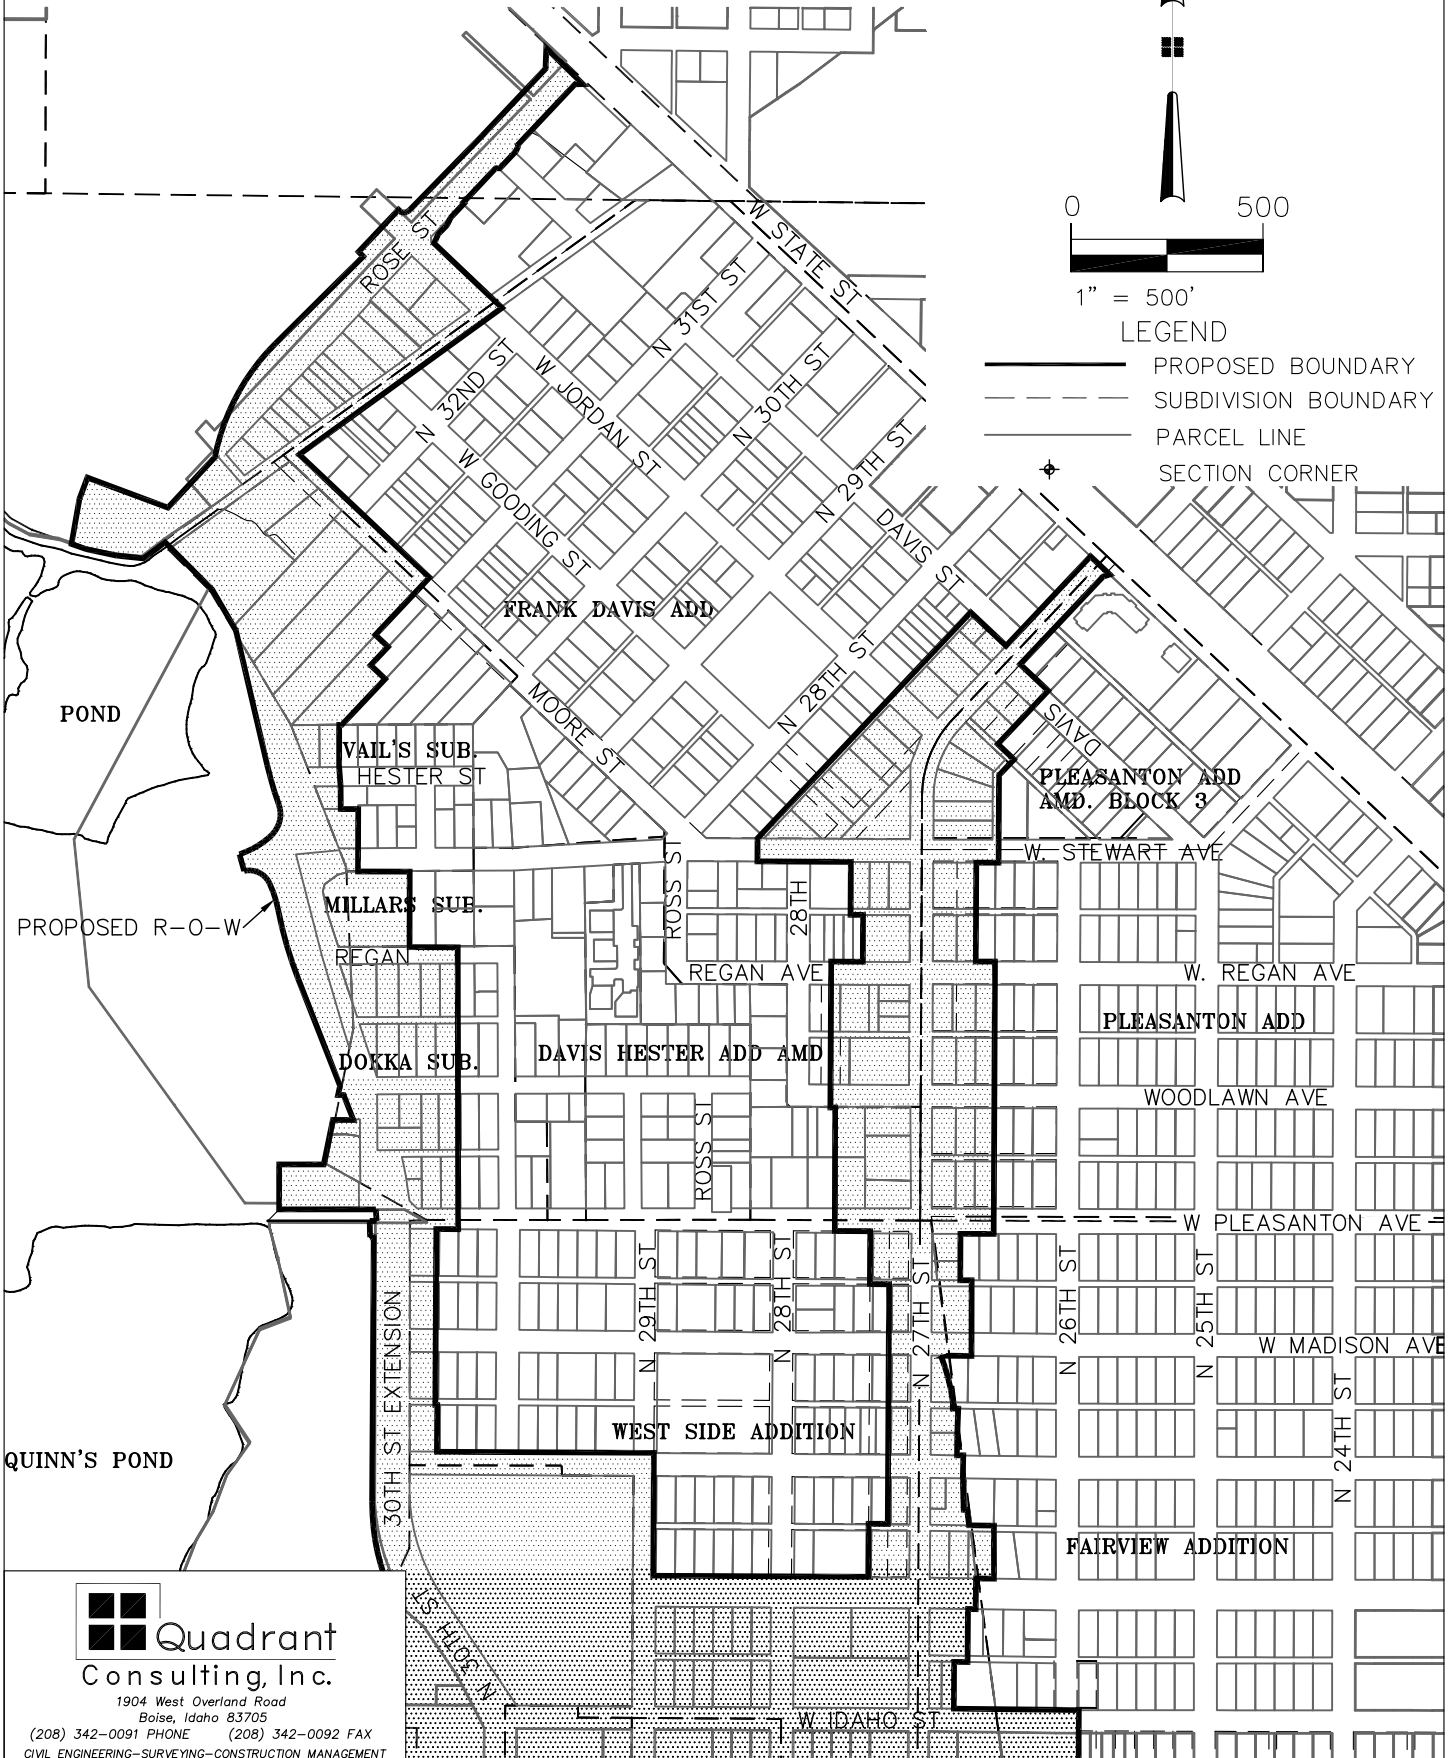 0 500
1" = 500'
LEGEND
PROPOSED BOUNDARY
SUBDIVISION BOUNDARY
PARCEL LINE
SECTION CORNER
W STATE ST
ROSE ST
N 31ST ST
N 32ND ST
W JORDAN ST
N 30TH ST
W GOODING ST
N 29TH ST
DAVIS ST
FRANK DAVIS ADD
N 28TH ST
MOORE ST
POND
DAVIS
VAIL'S SUB.
HESTER ST
PLEASANTON ADD
AMD. BLOCK 3
W. STEWART AVE
ROSS ST
28TH
MILLARS SUB.
PROPOSED R-O-W
REGAN
REGAN AVE
W. REGAN AVE
PLEASANTON ADD
DOKKA SUB.
DAVIS HESTER ADD AMD
WOODLAWN AVE
ROSS ST
W PLEASANTON AVE
N 29TH ST
N 28TH ST
N 27TH ST
N 26TH ST
N 25TH ST
W MADISON AVE
30TH ST EXTENSION
N 24TH ST
WEST SIDE ADDITION
QUINN'S POND
FAIRVIEW ADDITION
N 30TH ST
W IDAHO ST
Quadrant
Consulting, Inc.
1904 West Overland Road
Boise, Idaho 83705
(208) 342-0091 PHONE (208) 342-0092 FAX
CIVIL ENGINEERING-SURVEYING-CONSTRUCTION MANAGEMENT